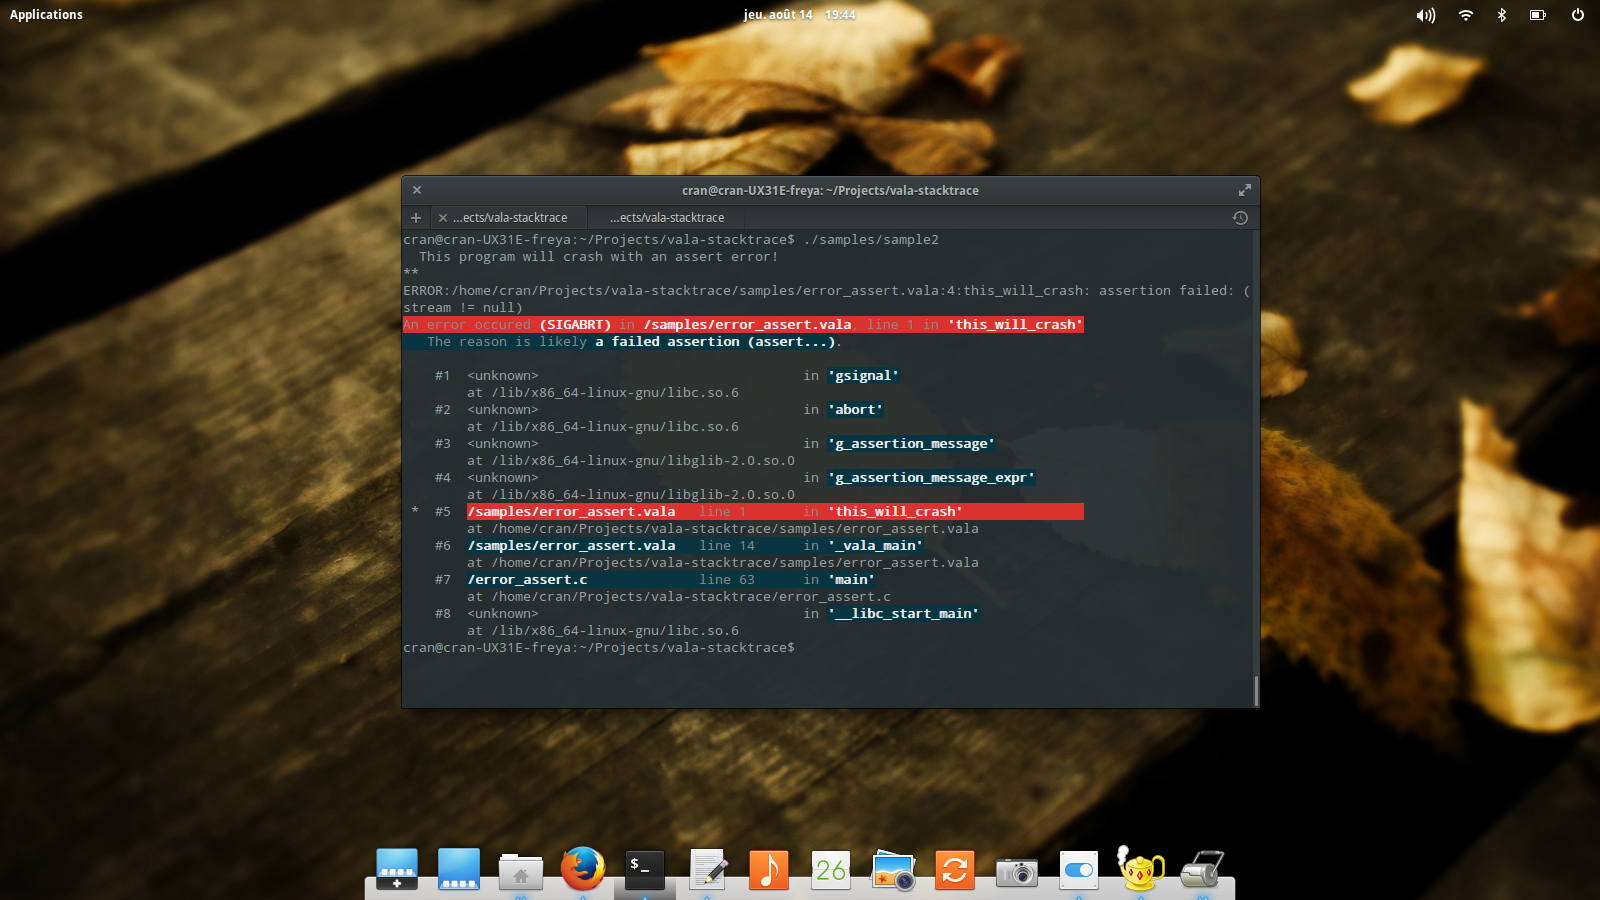 Applications
jeu. août 14 19:44
cran@cran-UX31E-freya: ~/Projects/vala-stacktrace
...ects/vala-stacktrace
...ects/vala-stacktrace
cran@cran-UX31E-freya:~/Projects/vala-stacktrace$ ./samples/sample2
This program will crash with an assert error!
**
ERROR:/home/cran/Projects/vala-stacktrace/samples/error_assert.vala:4:this_will_crash: assertion failed: (
stream != null)
An error occured (SIGABRT) in /samples/error_assert.vala, line 1 in 'this_will_crash'
The reason is likely a failed assertion (assert...).
#1 <unknown> in 'gsignal'
at /lib/x86_64-linux-gnu/libc.so.6
#2 <unknown> in 'abort'
at /lib/x86_64-linux-gnu/libc.so.6
#3 <unknown> in 'g_assertion_message'
at /lib/x86_64-linux-gnu/libglib-2.0.so.0
#4 <unknown> in 'g_assertion_message_expr'
at /lib/x86_64-linux-gnu/libglib-2.0.so.0
* #5 /samples/error_assert.vala line 1 in 'this_will_crash'
at /home/cran/Projects/vala-stacktrace/samples/error_assert.vala
#6 /samples/error_assert.vala line 14 in '_vala_main'
at /home/cran/Projects/vala-stacktrace/samples/error_assert.vala
#7 /error_assert.c line 63 in 'main'
at /home/cran/Projects/vala-stacktrace/error_assert.c
#8 <unknown> in '__libc_start_main'
at /lib/x86_64-linux-gnu/libc.so.6
cran@cran-UX31E-freya:~/Projects/vala-stacktrace$
$_
26